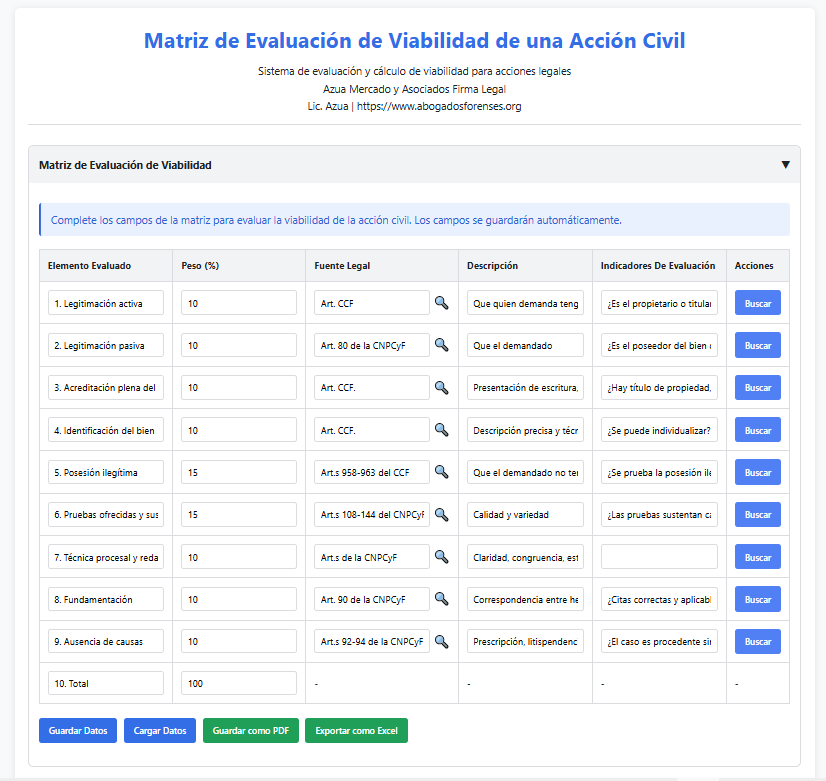 Matriz de Evaluación de Viabilidad de una Acción Civil
Sistema de evaluación y cálculo de viabilidad para acciones legales
Azua Mercado y Asociados Firma Legal
Lic. Azua | https://www.abogadosforenses.org
Matriz de Evaluación de Viabilidad ▼
Complete los campos de la matriz para evaluar la viabilidad de la acción civil. Los campos se guardarán automáticamente.
Elemento Evaluado Peso (%) Fuente Legal Descripción Indicadores De Evaluación Acciones
1. Legitimación activa 10 Art. CCF Que quien demanda teng ¿Es el propietario o titular Buscar
2. Legitimación pasiva 10 Art. 80 de la CNPCyF Que el demandado ¿Es el poseedor del bien Buscar
3. Acreditación plena del 10 Art. CCF. Presentación de escritura, ¿Hay título de propiedad, Buscar
4. Identificación del bien 10 Art. CCF. Descripción precisa y técr ¿Se puede individualizar? Buscar
5. Posesión ilegítima 15 Art.s 958-963 del CCF Que el demandado no ten ¿Se prueba la posesión ile Buscar
6. Pruebas ofrecidas y sus 15 Art.s 108-144 del CNPCyF Calidad y variedad ¿Las pruebas sustentan ca Buscar
7. Técnica procesal y reda 10 Art.s de la CNPCyF Claridad, congruencia, est Buscar
8. Fundamentación 10 Art. 90 de la CNPCyF Correspondencia entre he ¿Citas correctas y aplicabl Buscar
9. Ausencia de causas 10 Art.s 92-94 de la CNPCyF Prescripción, litispendenc ¿El caso es procedente sin Buscar
10. Total 100 - - - -
Guardar Datos Cargar Datos Guardar como PDF Exportar como Excel